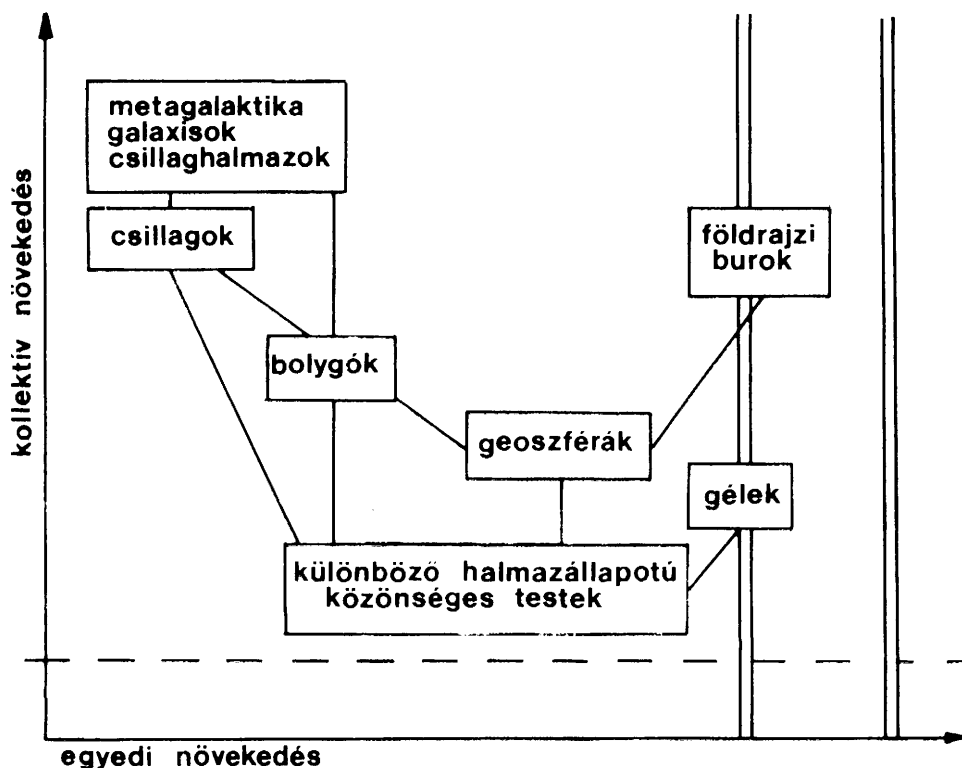 kollektív növekedés
metagalaktika
galaxisok
csillaghalmazok
csillagok
földrajzi
burok
bolygók
geoszférák
gélek
különböző halmazállapotú
közönséges testek
egyedi növekedés